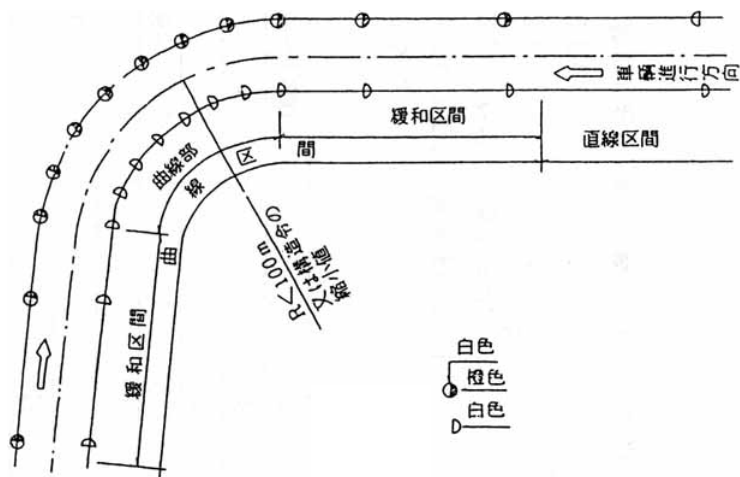 車輌進行方向
緩和区間
直線区間
曲線部
曲線区間
R<100m
又は構造令の
縮小値
緩和区間
白色
橙色
白色